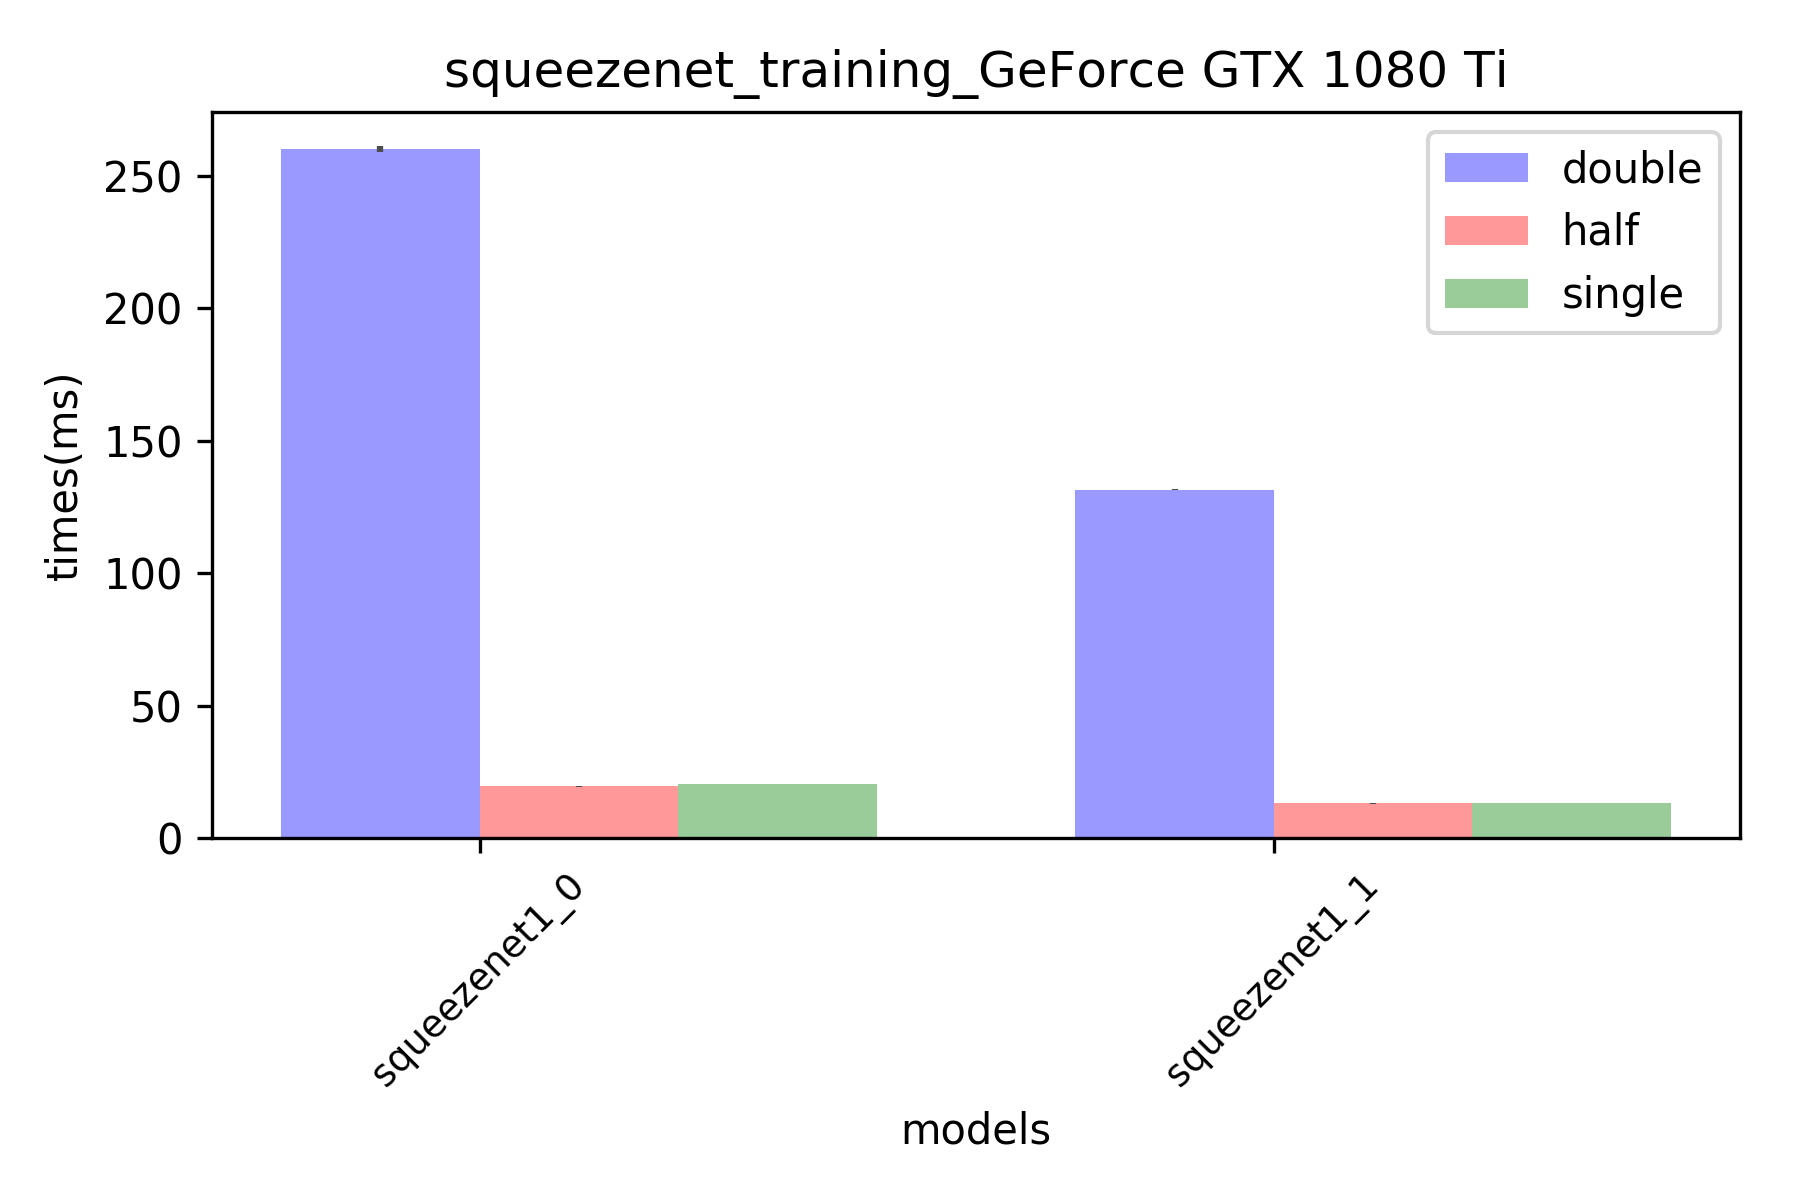 squeezenet_training_GeForce GTX 1080 Ti
double
half
single
times(ms)
250
200
150
100
50
0
squeezenet1_0
squeezenet1_1
models